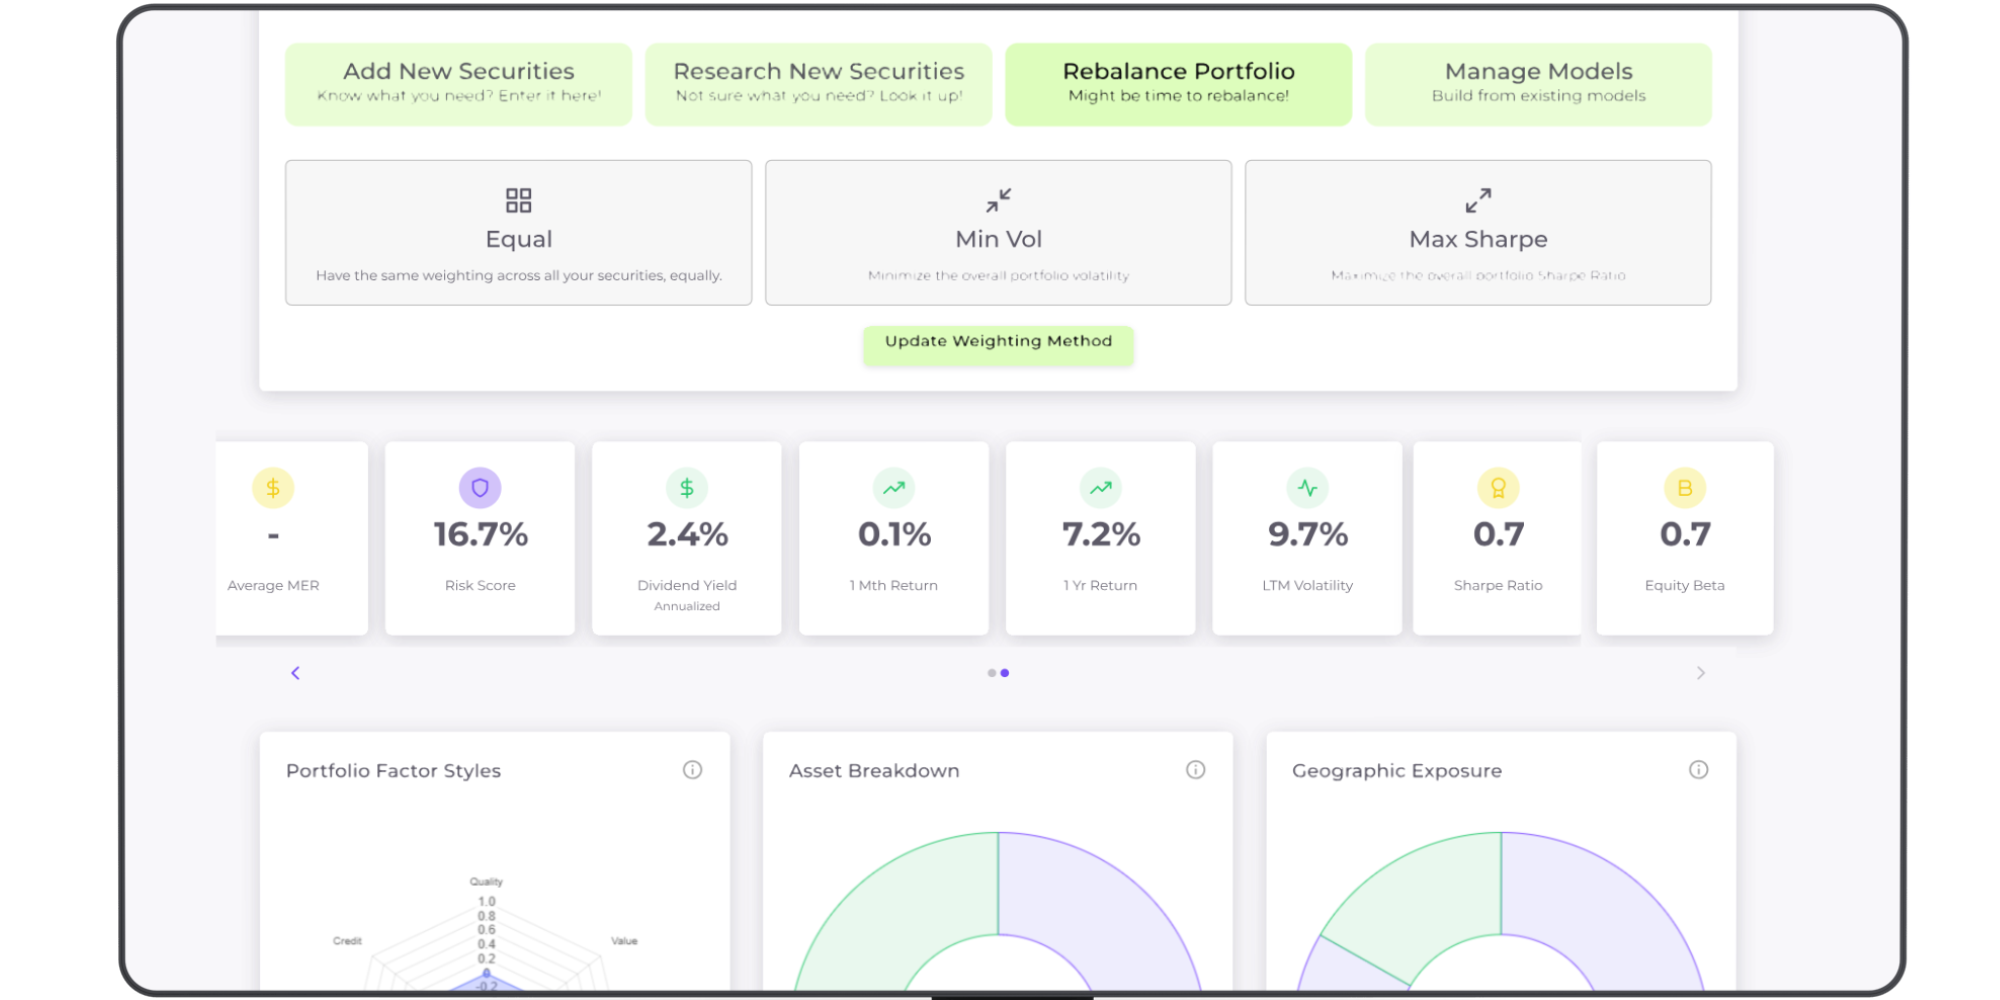 Add New Securities
Know what you need? Enter it here!
Research New Securities
Not sure what you need? Look it up!
Rebalance Portfolio
Might be time to rebalance!
Manage Models
Build from existing models
Equal
Have the same weighting across all your securities, equally.
Min Vol
Minimize the overall portfolio volatility
Max Sharpe
Maximize the overall portfolio Sharpe Ratio
Update Weighting Method
-
Average MER
16.7%
Risk Score
2.4%
Dividend Yield
Annualized
0.1%
1 Mth Return
7.2%
1 Yr Return
9.7%
LTM Volatility
0.7
Sharpe Ratio
B
0.7
Equity Beta
Portfolio Factor Styles
Quality
1.0
0.8
0.6
0.4
0.2
0
-0.2
Credit
Value
Asset Breakdown
Geographic Exposure